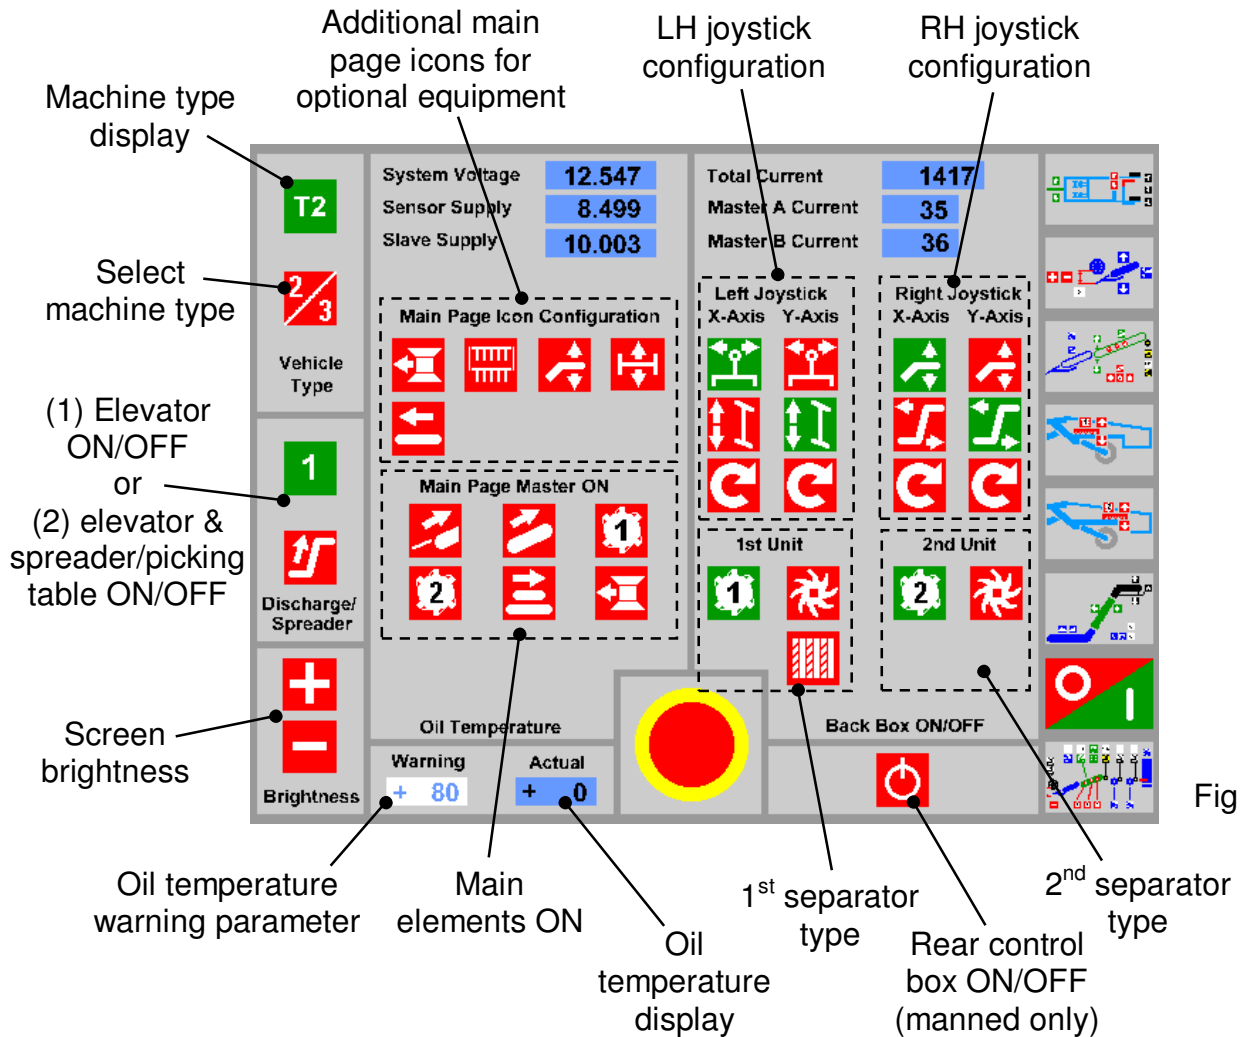 Additional main
page icons for
optional equipment
LH joystick
configuration
RH joystick
configuration
Machine type
display
Select
machine type
(1) Elevator
ON/OFF
or
(2) elevator &
spreader/picking
table ON/OFF
Screen
brightness
T2
2/3
Vehicle
Type
1
Discharge/
Spreader
Brightness
System Voltage 12.547
Sensor Supply 8.499
Slave Supply 10.003
Total Current 1417
Master A Current 35
Master B Current 36
Main Page Icon Configuration
Main Page Master ON
1
2
Left Joystick
X-Axis Y-Axis
Right Joystick
X-Axis Y-Axis
1st Unit
1
2nd Unit
2
Oil Temperature
Warning Actual
+ 80 + 0
Back Box ON/OFF
Fig
Oil temperature
warning parameter
Main
elements ON
Oil
temperature
display
1st separator
type
Rear control
box ON/OFF
(manned only)
2nd separator
type